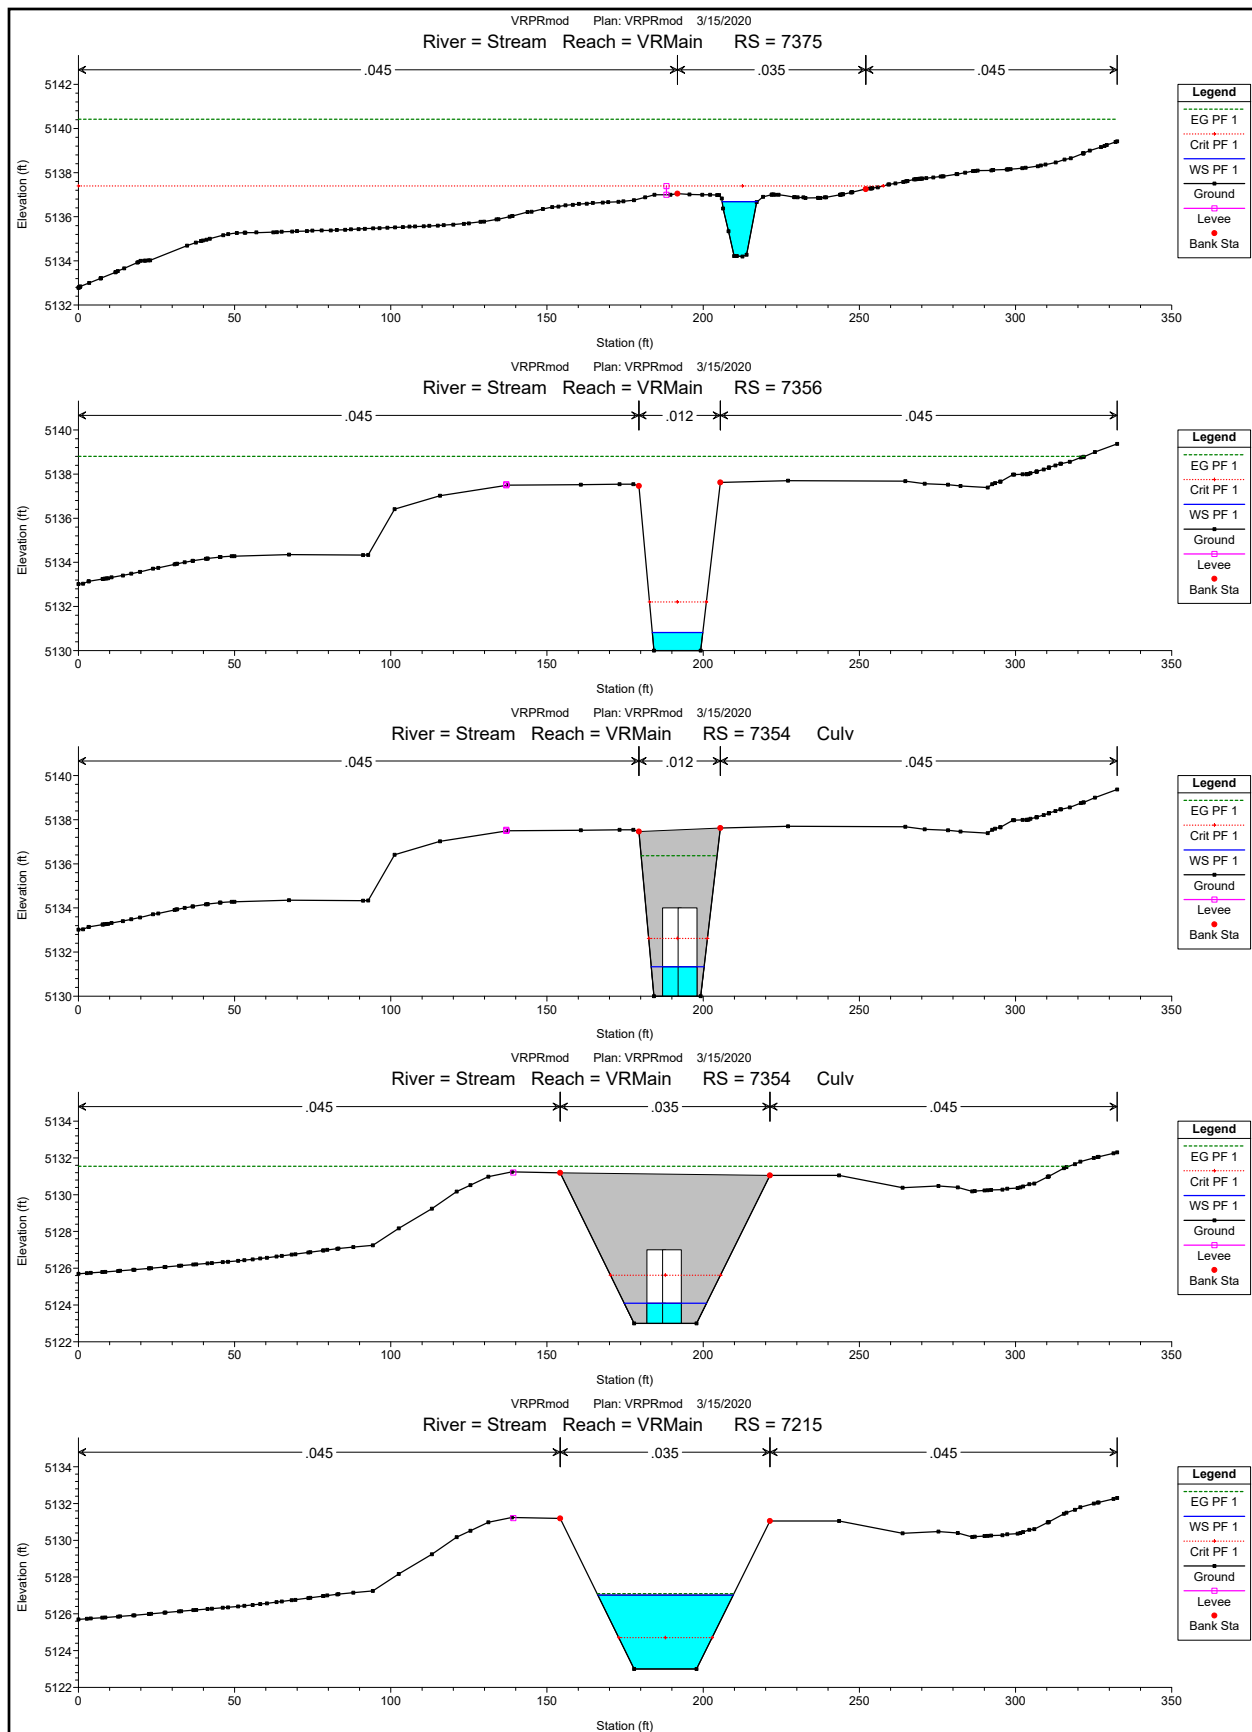 VRPRmod Plan: VRPRmod 3/15/2020
River = Stream Reach = VRMain RS = 7375
.045 .035 .045
5142
5140
5138
5136
5134
5132
Elevation (ft)
0 50 100 150 200 250 300 350
Station (ft)
Legend
EG PF 1
Crit PF 1
WS PF 1
Ground
Levee
Bank Sta
VRPRmod Plan: VRPRmod 3/15/2020
River = Stream Reach = VRMain RS = 7356
.045 .012 .045
5140
5138
5136
5134
5132
5130
Elevation (ft)
0 50 100 150 200 250 300 350
Station (ft)
Legend
EG PF 1
Crit PF 1
WS PF 1
Ground
Levee
Bank Sta
VRPRmod Plan: VRPRmod 3/15/2020
River = Stream Reach = VRMain RS = 7354 Culv
.045 .012 .045
5140
5138
5136
5134
5132
5130
Elevation (ft)
0 50 100 150 200 250 300 350
Station (ft)
Legend
EG PF 1
Crit PF 1
WS PF 1
Ground
Levee
Bank Sta
VRPRmod Plan: VRPRmod 3/15/2020
River = Stream Reach = VRMain RS = 7354 Culv
.045 .035 .045
5134
5132
5130
5128
5126
5124
5122
Elevation (ft)
0 50 100 150 200 250 300 350
Station (ft)
Legend
EG PF 1
Crit PF 1
WS PF 1
Ground
Levee
Bank Sta
VRPRmod Plan: VRPRmod 3/15/2020
River = Stream Reach = VRMain RS = 7215
.045 .035 .045
5134
5132
5130
5128
5126
5124
5122
Elevation (ft)
0 50 100 150 200 250 300 350
Station (ft)
Legend
EG PF 1
WS PF 1
Crit PF 1
Ground
Levee
Bank Sta